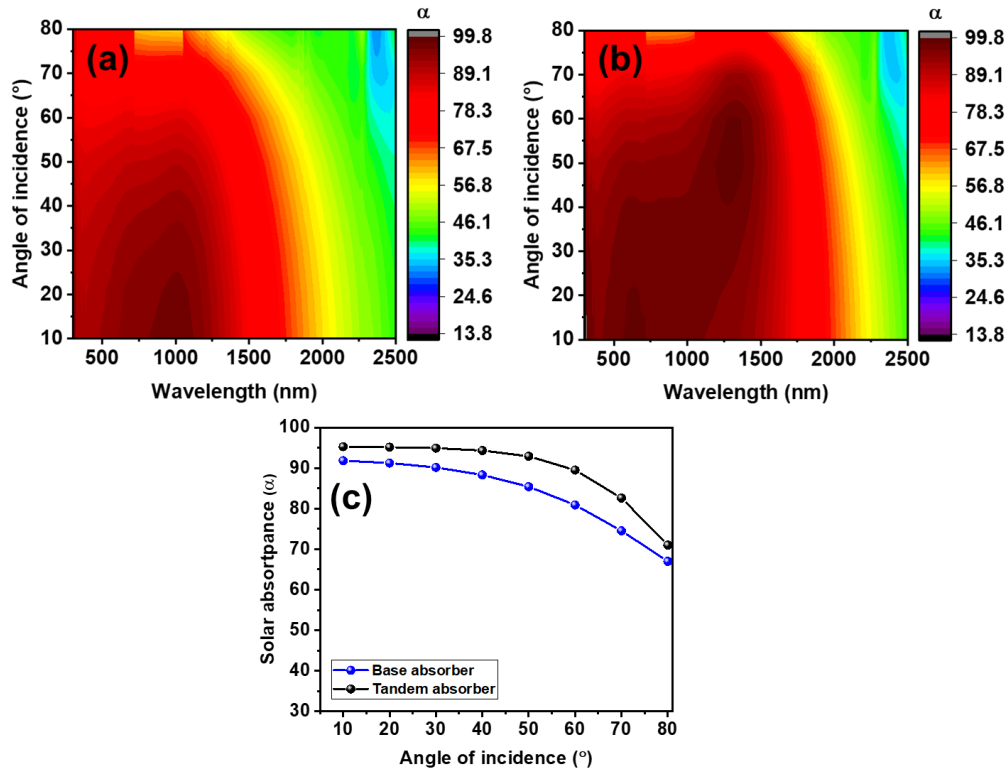 α
(a)
Angle of incidence (°)
80
70
60
50
40
30
20
10
500 1000 1500 2000 2500
Wavelength (nm)
99.8
89.1
78.3
67.5
56.8
46.1
35.3
24.6
13.8
α
(b)
Angle of incidence (°)
80
70
60
50
40
30
20
10
500 1000 1500 2000 2500
Wavelength (nm)
99.8
89.1
78.3
67.5
56.8
46.1
35.3
24.6
13.8
(c)
Solar absortpance (α)
100
90
80
70
60
50
40
30
Base absorber
Tandem absorber
10 20 30 40 50 60 70 80
Angle of incidence (°)